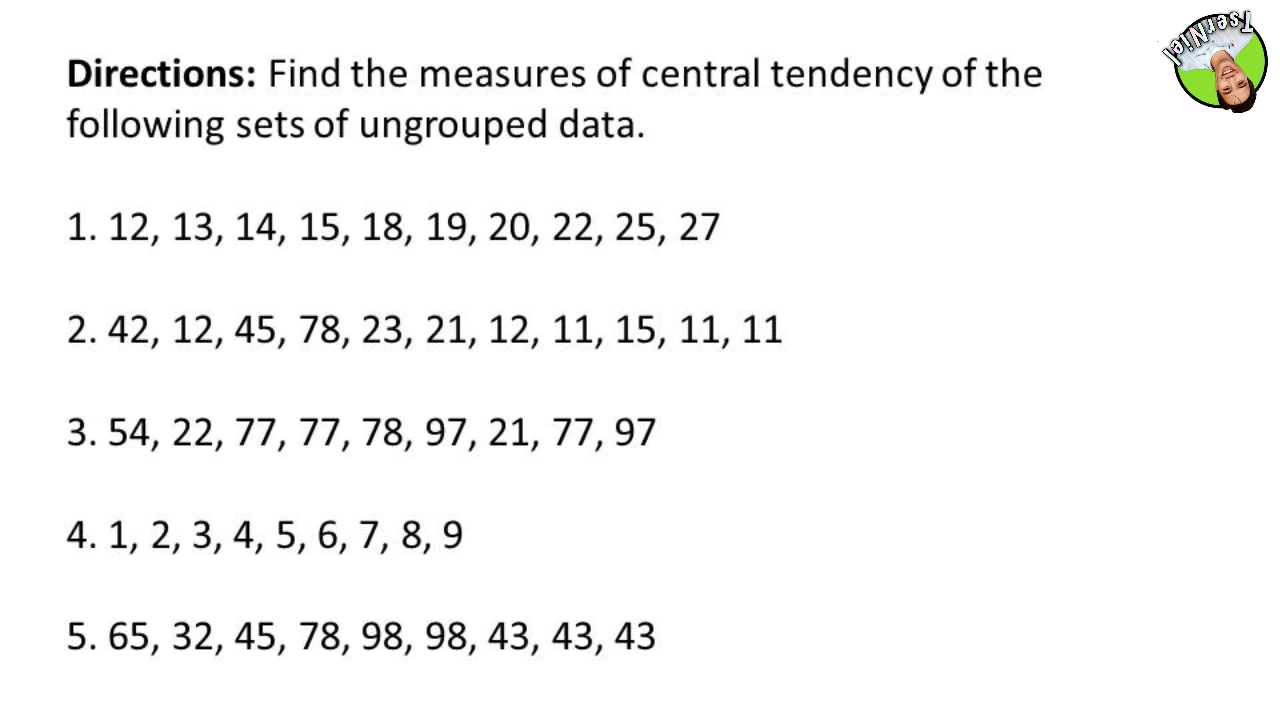 TserNiel
Directions: Find the measures of central tendency of the
following sets of ungrouped data.
1. 12, 13, 14, 15, 18, 19, 20, 22, 25, 27
2. 42, 12, 45, 78, 23, 21, 12, 11, 15, 11, 11
3. 54, 22, 77, 77, 78, 97, 21, 77, 97
4. 1, 2, 3, 4, 5, 6, 7, 8, 9
5. 65, 32, 45, 78, 98, 98, 43, 43, 43